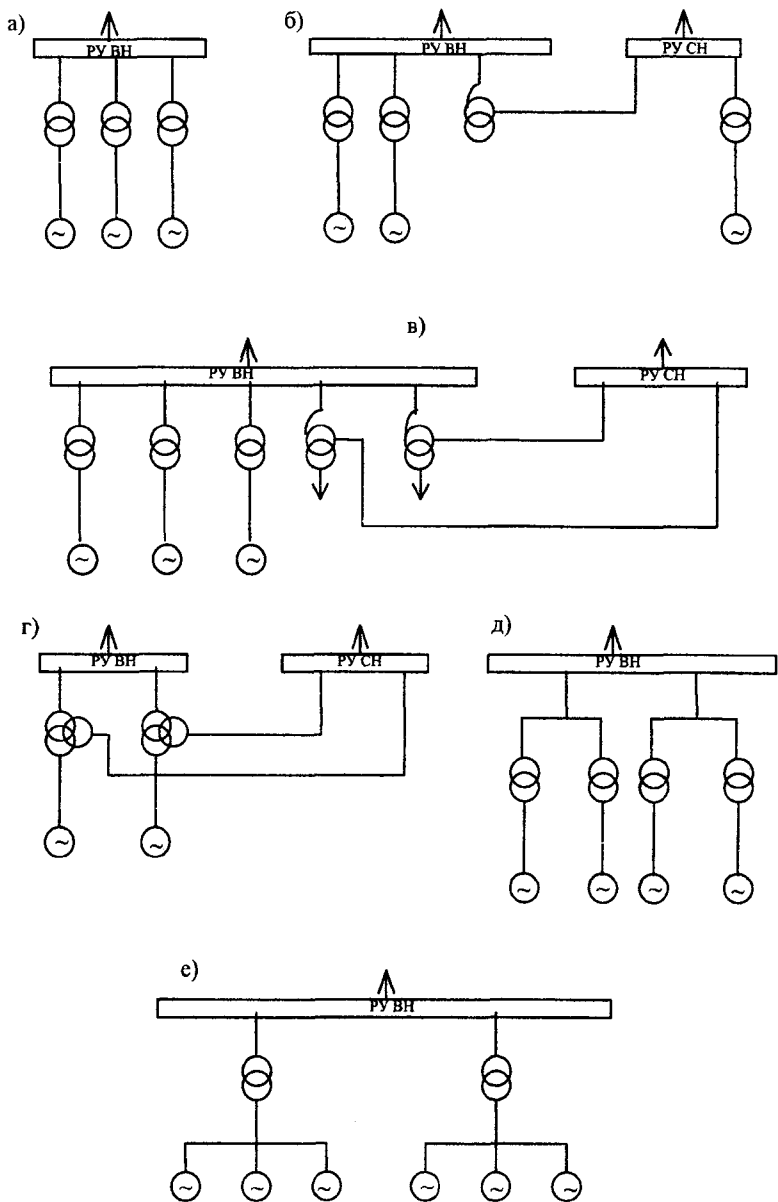 а)
РУ ВН
б)
РУ ВН
РУ СН
~ ~ ~
~ ~
~
в)
РУ ВН
РУ СН
~ ~ ~
г)
РУ ВН
РУ СН
д)
РУ ВН
~ ~
~ ~ ~ ~
е)
РУ ВН
~ ~ ~ ~ ~ ~